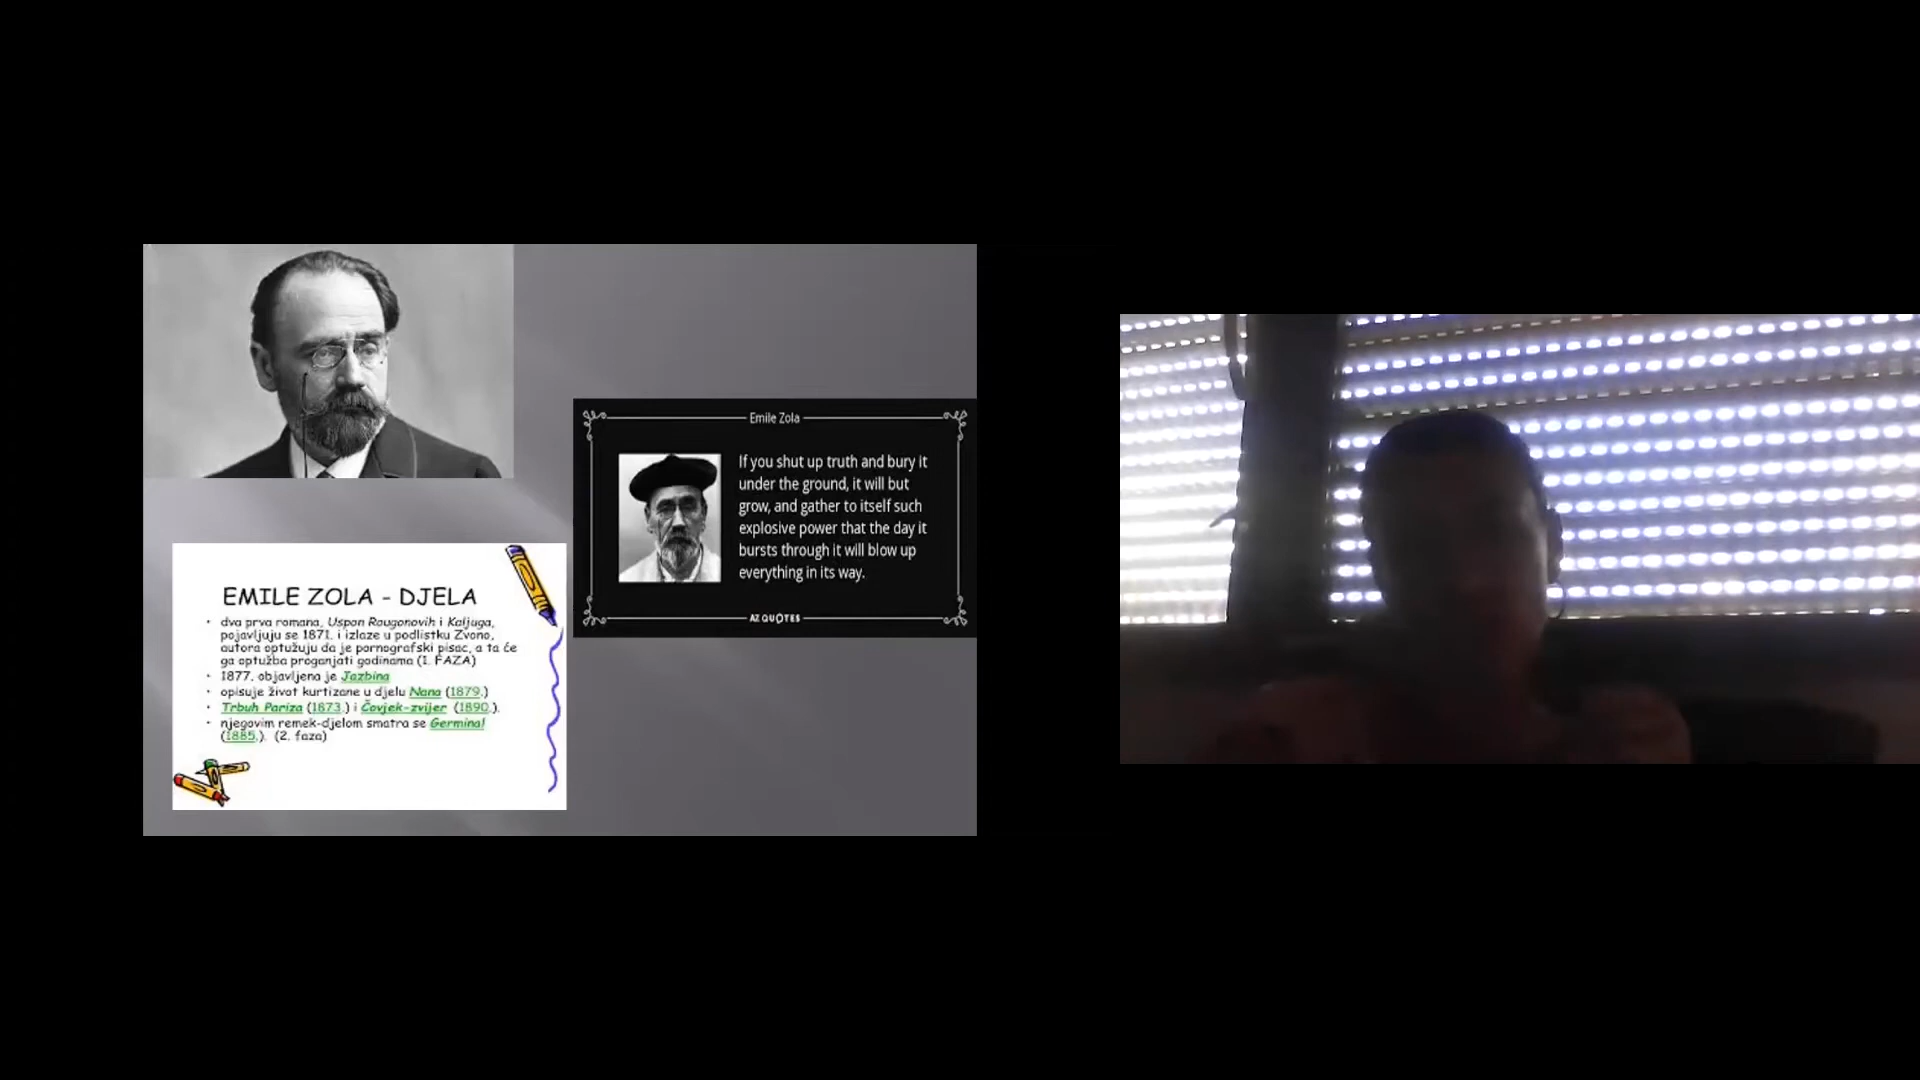 Emile Zola
If you shut up truth and bury it
under the ground, it will but
grow, and gather to itself such
explosive power that the day it
bursts through it will blow up
everything in its way.
AZ QUOTES
EMILE ZOLA - DJELA
• dva prva romana, Uspon Rougonovih i Kaljuga,
pojavljuju se 1871. i izlaze u podlistku Zvono,
autora optužuju da je pornografski pisac, a ta će
ga optužba proganjati godinama (1. FAZA)
• 1877. objavljena je Jazbina
• opisuje život kurtizane u djelu Nana (1879.)
• Trbuh Pariza (1873.) i Čovjek-zvijer (1890.).
• njegovim remek-djelom smatra se Germinal
(1885.). (2. faza)